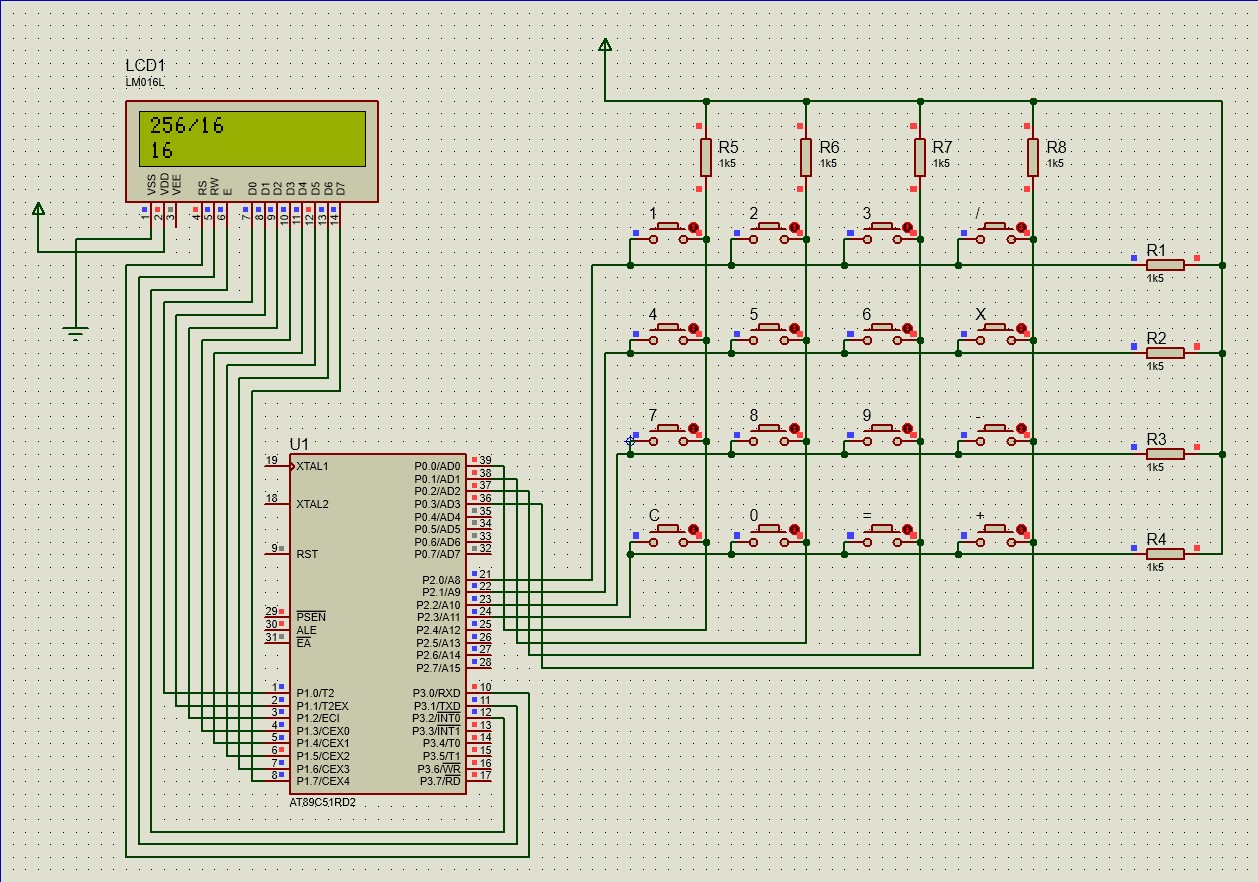 LCD1
LM016L
256/16
16
VSS
VDD
VEE
RS
RW
E
D0
D1
D2
D3
D4
D5
D6
D7
1
2
3
4
5
6
7
8
9
10
11
12
13
14
R5
1k5
R6
1k5
R7
1k5
R8
1k5
1
2
3
/
R1
1k5
4
5
6
X
R2
1k5
7
8
9
-
R3
1k5
C
0
=
+
R4
1k5
U1
19 XTAL1
18 XTAL2
9 RST
29 PSEN
30 ALE
31 EA
1 P1.0/T2
2 P1.1/T2EX
3 P1.2/ECI
4 P1.3/CEX0
5 P1.4/CEX1
6 P1.5/CEX2
7 P1.6/CEX3
8 P1.7/CEX4
P0.0/AD0 39
P0.1/AD1 38
P0.2/AD2 37
P0.3/AD3 36
P0.4/AD4 35
P0.5/AD5 34
P0.6/AD6 33
P0.7/AD7 32
P2.0/A8 21
P2.1/A9 22
P2.2/A10 23
P2.3/A11 24
P2.4/A12 25
P2.5/A13 26
P2.6/A14 27
P2.7/A15 28
P3.0/RXD 10
P3.1/TXD 11
P3.2/INT0 12
P3.3/INT1 13
P3.4/T0 14
P3.5/T1 15
P3.6/WR 16
P3.7/RD 17
AT89C51RD2